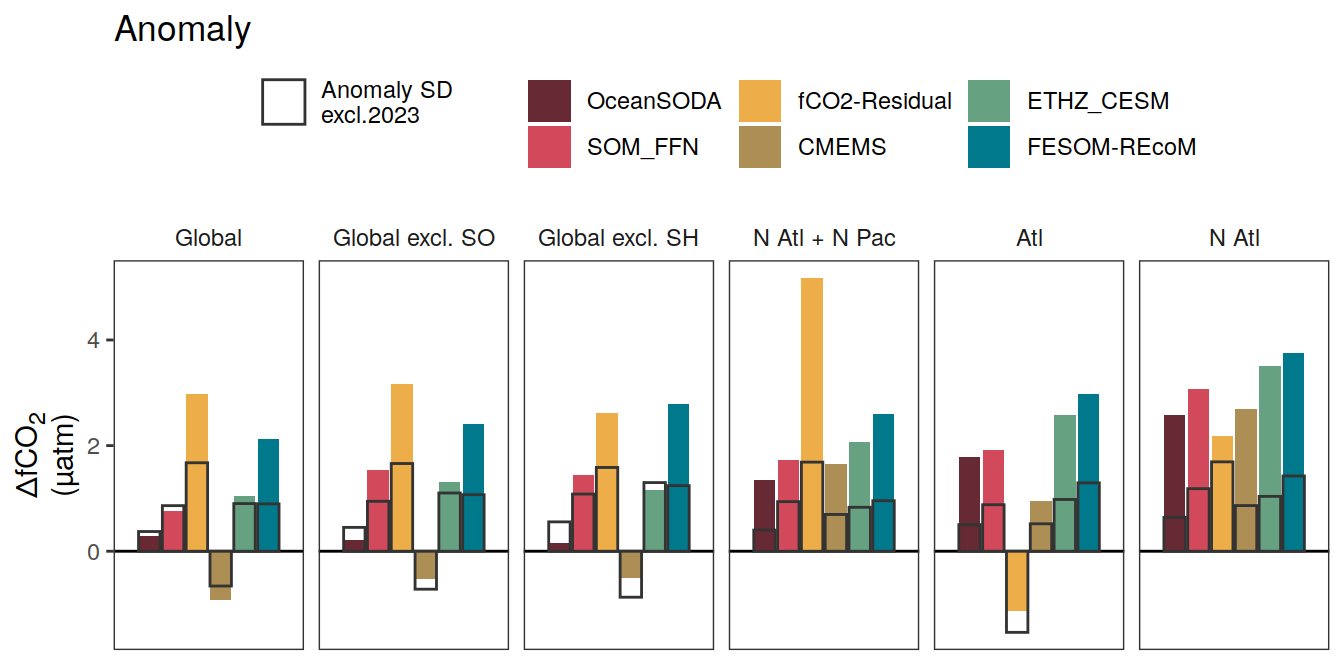 Anomaly
Anomaly SD
excl.2023
OceanSODA
SOM_FFN
fCO2-Residual
CMEMS
ETHZ_CESM
FESOM-REcoM
Global
Global excl. SO
Global excl. SH
N Atl + N Pac
Atl
N Atl
ΔfCO₂
(µatm)
4
2
0